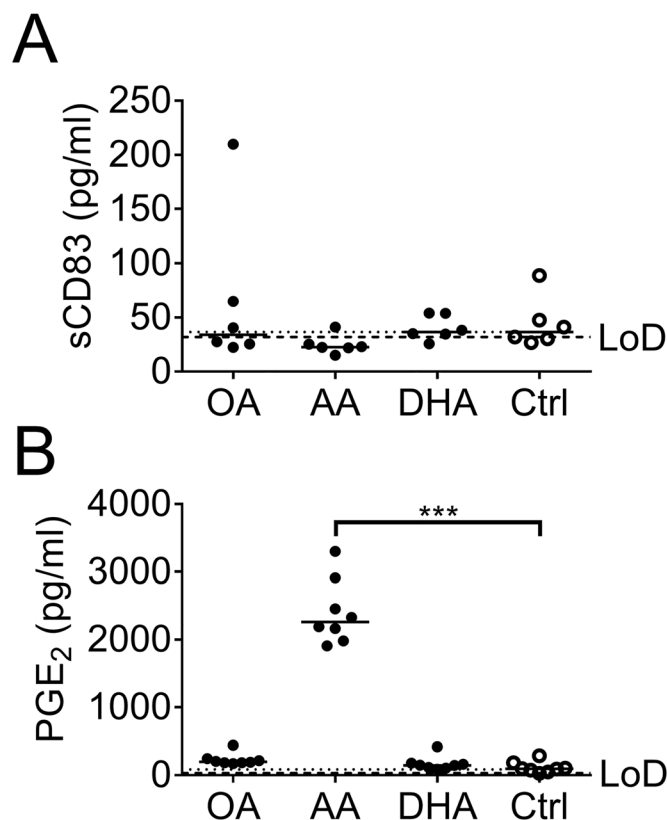 A
sCD83 (pg/ml)
250
200
150
100
50
0
LoD
OA AA DHA Ctrl
B
PGE₂ (pg/ml)
4000
3000
2000
1000
0
***
LoD
OA AA DHA Ctrl